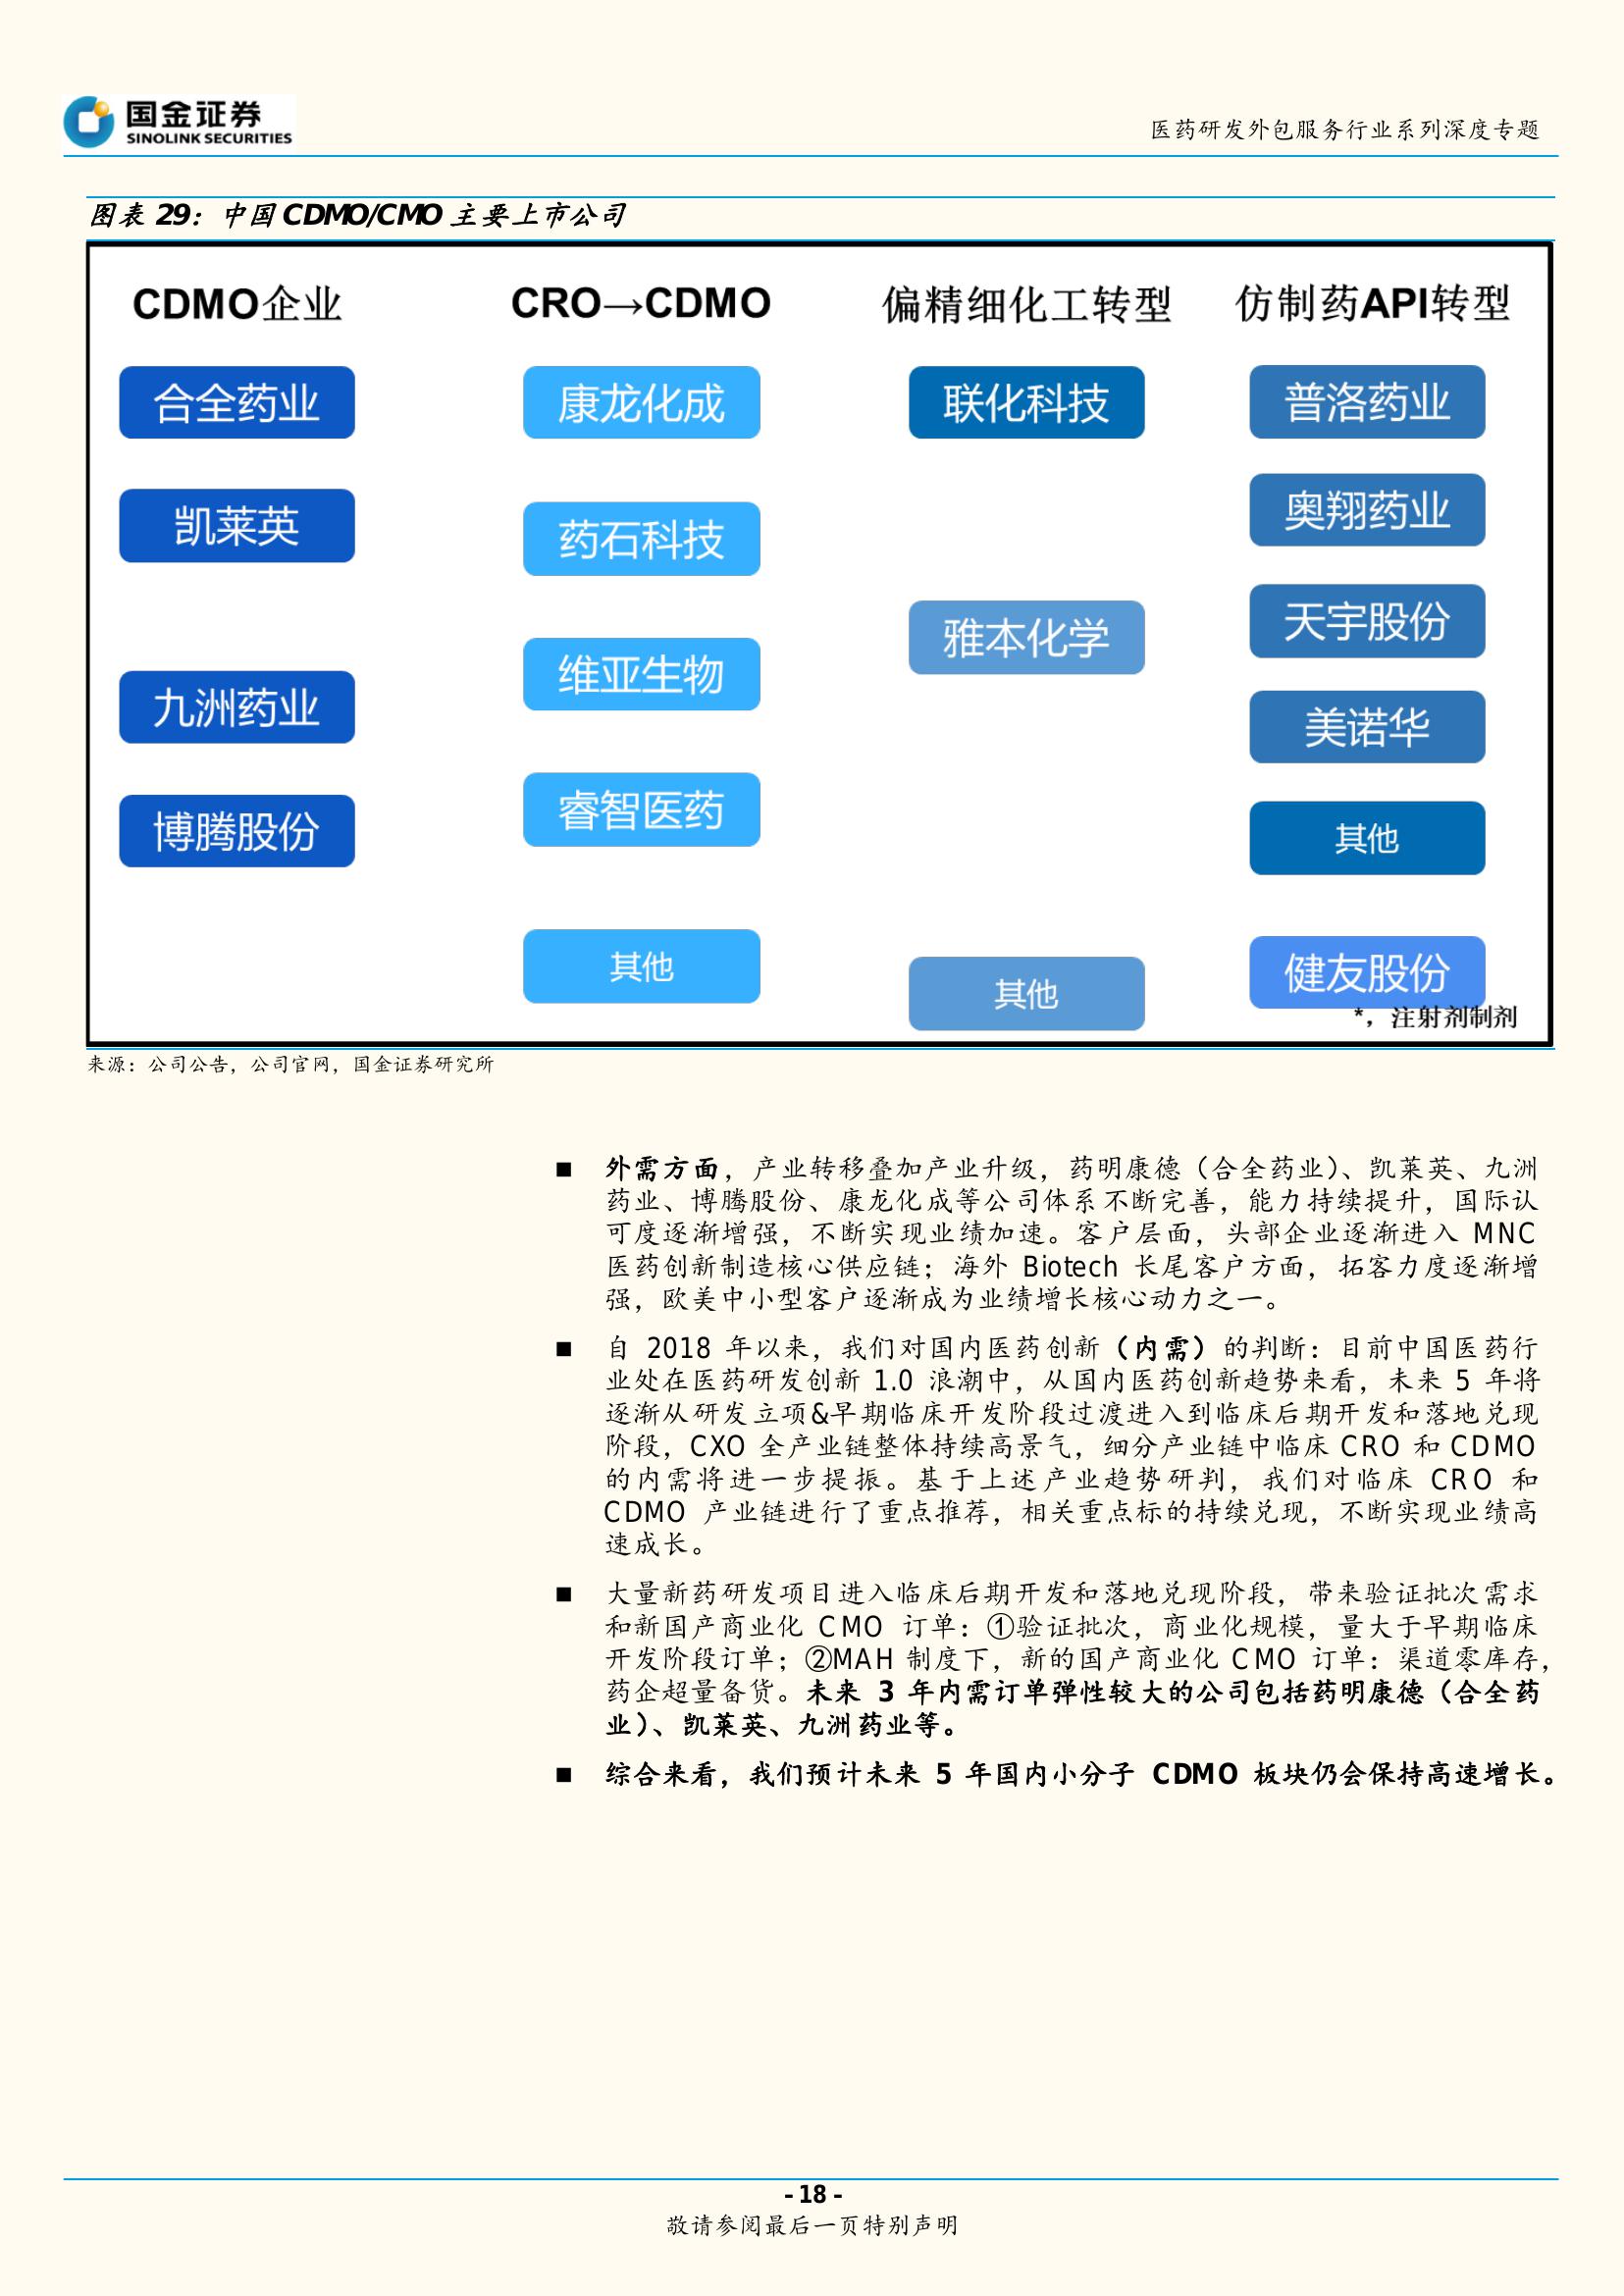 国金证券
SINOLINK SECURITIES
医药研发外包服务行业系列深度专题
图表 29：中国 CDMO/CMO 主要上市公司
CDMO企业
合全药业
凯莱英
九洲药业
博腾股份
CRO→CDMO
康龙化成
药石科技
维亚生物
睿智医药
其他
偏精细化工转型
联化科技
雅本化学
其他
仿制药API转型
普洛药业
奥翔药业
天宇股份
美诺华
其他
健友股份
*，注射剂制剂
来源：公司公告，公司官网，国金证券研究所
■ 外需方面，产业转移叠加产业升级，药明康德（合全药业）、凯莱英、九洲
药业、博腾股份、康龙化成等公司体系不断完善，能力持续提升，国际认
可度逐渐增强，不断实现业绩加速。客户层面，头部企业逐渐进入 MNC
医药创新制造核心供应链；海外 Biotech 长尾客户方面，拓客力度逐渐增
强，欧美中小型客户逐渐成为业绩增长核心动力之一。
■ 自 2018 年以来，我们对国内医药创新（内需）的判断：目前中国医药行
业处在医药研发创新 1.0 浪潮中，从国内医药创新趋势来看，未来 5 年将
逐渐从研发立项&早期临床开发阶段过渡进入到临床后期开发和落地兑现
阶段，CXO 全产业链整体持续高景气，细分产业链中临床 CRO 和 CDMO
的内需将进一步提振。基于上述产业趋势研判，我们对临床 CRO 和
CDMO 产业链进行了重点推荐，相关重点标的持续兑现，不断实现业绩高
速成长。
■ 大量新药研发项目进入临床后期开发和落地兑现阶段，带来验证批次需求
和新国产商业化 CMO 订单：①验证批次，商业化规模，量大于早期临床
开发阶段订单；②MAH 制度下，新的国产商业化 CMO 订单：渠道零库存，
药企超量备货。未来 3 年内需订单弹性较大的公司包括药明康德（合全药
业）、凯莱英、九洲药业等。
■ 综合来看，我们预计未来 5 年国内小分子 CDMO 板块仍会保持高速增长。
- 18 -
敬请参阅最后一页特别声明